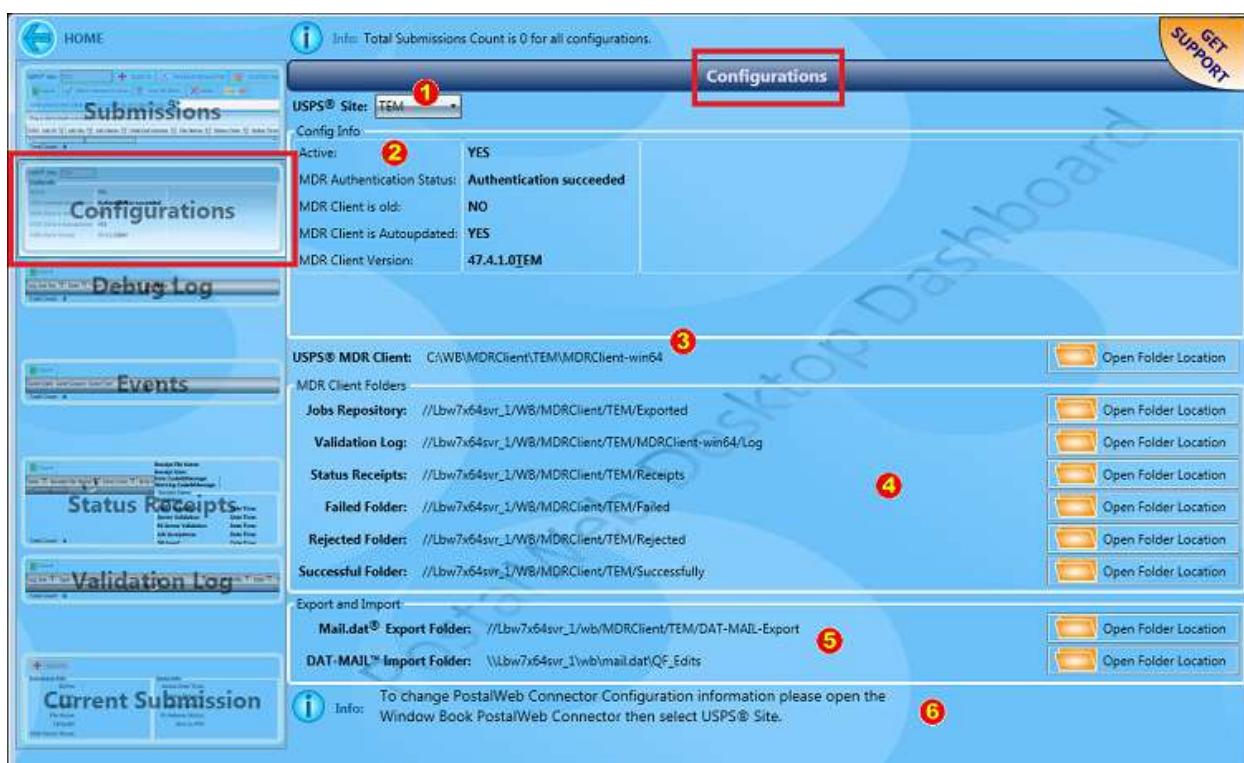 HOME
Info: Total Submissions Count is 0 for all configurations.
GET SUPPORT
Configurations
USPS® Site: TEM
1
Config Info
2
Active: YES
MDR Authentication Status: Authentication succeeded
MDR Client is old: NO
MDR Client is Autoupdated: YES
MDR Client Version: 47.4.1.0TEM
3
USPS® MDR Client: C:\WB\MDRClient\TEM\MDRClient-win64 Open Folder Location
MDR Client Folders
Jobs Repository: //Lbw7x64svr_1/WB/MDRClient/TEM/Exported Open Folder Location
Validation Log: //Lbw7x64svr_1/WB/MDRClient/TEM/MDRClient-win64/Log Open Folder Location
Status Receipts: //Lbw7x64svr_1/WB/MDRClient/TEM/Receipts Open Folder Location
4
Failed Folder: //Lbw7x64svr_1/WB/MDRClient/TEM/Failed Open Folder Location
Rejected Folder: //Lbw7x64svr_1/WB/MDRClient/TEM/Rejected Open Folder Location
Successful Folder: //Lbw7x64svr_1/WB/MDRClient/TEM/Successfully Open Folder Location
Export and Import
Mail.dat® Export Folder: //Lbw7x64svr_1/wb/MDRClient/TEM/DAT-MAIL-Export Open Folder Location
5
DAT-MAIL™ Import Folder: \\Lbw7x64svr_1\wb\mail.dat\QF_Edits Open Folder Location
Info: To change PostalWeb Connector Configuration information please open the
Window Book PostalWeb Connector then select USPS® Site.
6
Submissions
Configurations
Debug Log
Events
Status Receipts
Validation Log
Current Submission
PostalWeb Desktop Dashboard